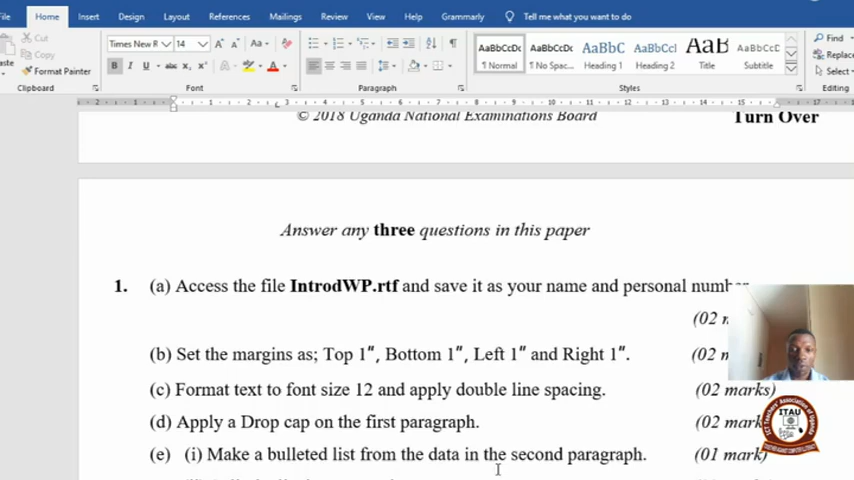 File Home Insert Design Layout References Mailings Review View Help Grammarly Tell me what you want to do
Cut
Copy
Format Painter
Clipboard
Times New R 14
Font
Paragraph
AaBbCcDc AaBbCcDc AaBbC AaBbCcI AaB AaBbCcD
¶ Normal ¶ No Spac... Heading 1 Heading 2 Title Subtitle
Styles
Find
Replace
Select
Editing
© 2018 Uganda National Examinations Board
Turn Over
Answer any three questions in this paper
1. (a) Access the file IntrodWP.rtf and save it as your name and personal number
(02
(b) Set the margins as; Top 1", Bottom 1", Left 1" and Right 1".
(02
(c) Format text to font size 12 and apply double line spacing. (02 marks)
(d) Apply a Drop cap on the first paragraph. (02 mark
(e) (i) Make a bulleted list from the data in the second paragraph. (01 mark)
ITAU